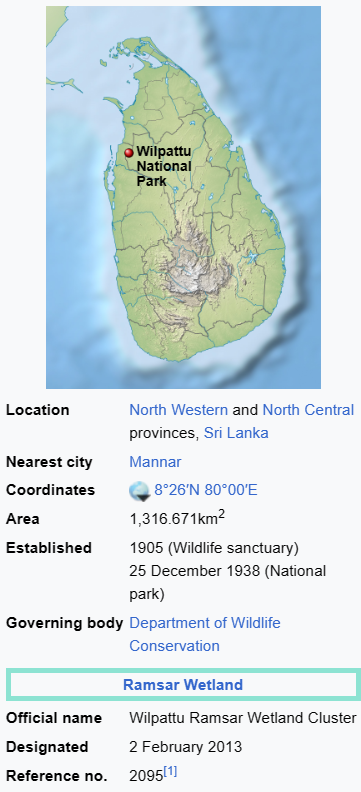 Wilpattu
National
Park
Location North Western and North Central
provinces, Sri Lanka
Nearest city Mannar
Coordinates 8°26′N 80°00′E
Area 1,316.671km²
Established 1905 (Wildlife sanctuary)
25 December 1938 (National
park)
Governing body Department of Wildlife
Conservation
Ramsar Wetland
Official name Wilpattu Ramsar Wetland Cluster
Designated 2 February 2013
Reference no. 2095[1]